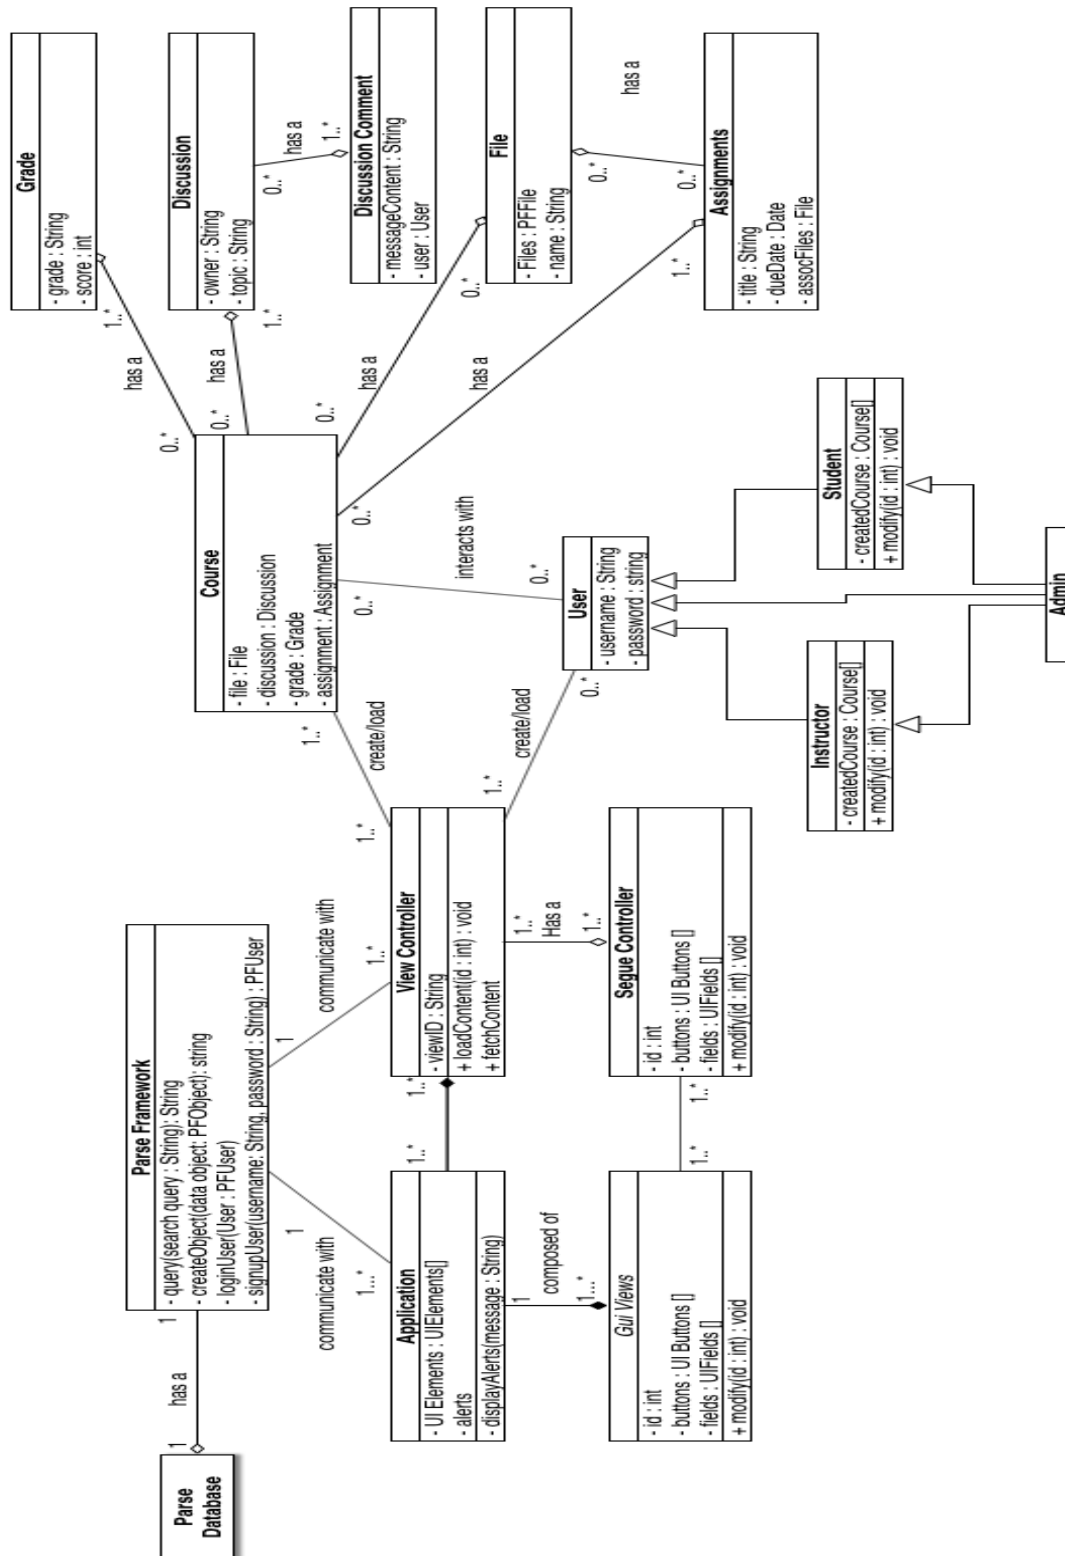 Parse
Database
1
has a
1
Parse Framework
- query(search query : String): String
- createObject(data object: PFObject): string
- loginUser(User : PFUser)
- signupUser(username: String, password : String) : PFUser
1
communicate with
1...*
1
communicate with
1..*
Application
- UI Elements : UIElements[]
- alerts
- displayAlerts(message : String)
1..*
1..*
View Controller
- viewID : String
+ loadContent(id : int) : void
+ fetchContent
1
composed of
1...*
Gui Views
- id : int
- buttons : UI Buttons []
- fields : UIFields []
+ modify(id : int) : void
1..*
1..*
Segue Controller
- id : int
- buttons : UI Buttons []
- fields : UIFields []
+ modify(id : int) : void
1..*
Has a
1..*
1..*
create/load
1..*
1..*
create/load
0..*
Course
- file : File
- discussion : Discussion
- grade : Grade
- assignment : Assignment
0..*
interacts with
0..*
User
- username : String
- password : string
Instructor
- createdCourse : Course[]
+ modify(id : int) : void
Student
- createdCourse : Course[]
+ modify(id : int) : void
Admin
0..*
has a
1..*
Grade
- grade : String
- score : int
0..*
has a
1..*
Discussion
- owner : String
- topic : String
0..*
has a
1..*
Discussion Comment
- messageContent : String
- user : User
0..*
has a
0..*
File
- Files : PFFile
- name : String
0..*
has a
0..*
0..*
has a
1..*
Assignments
- title : String
- dueDate : Date
- assocFiles : File